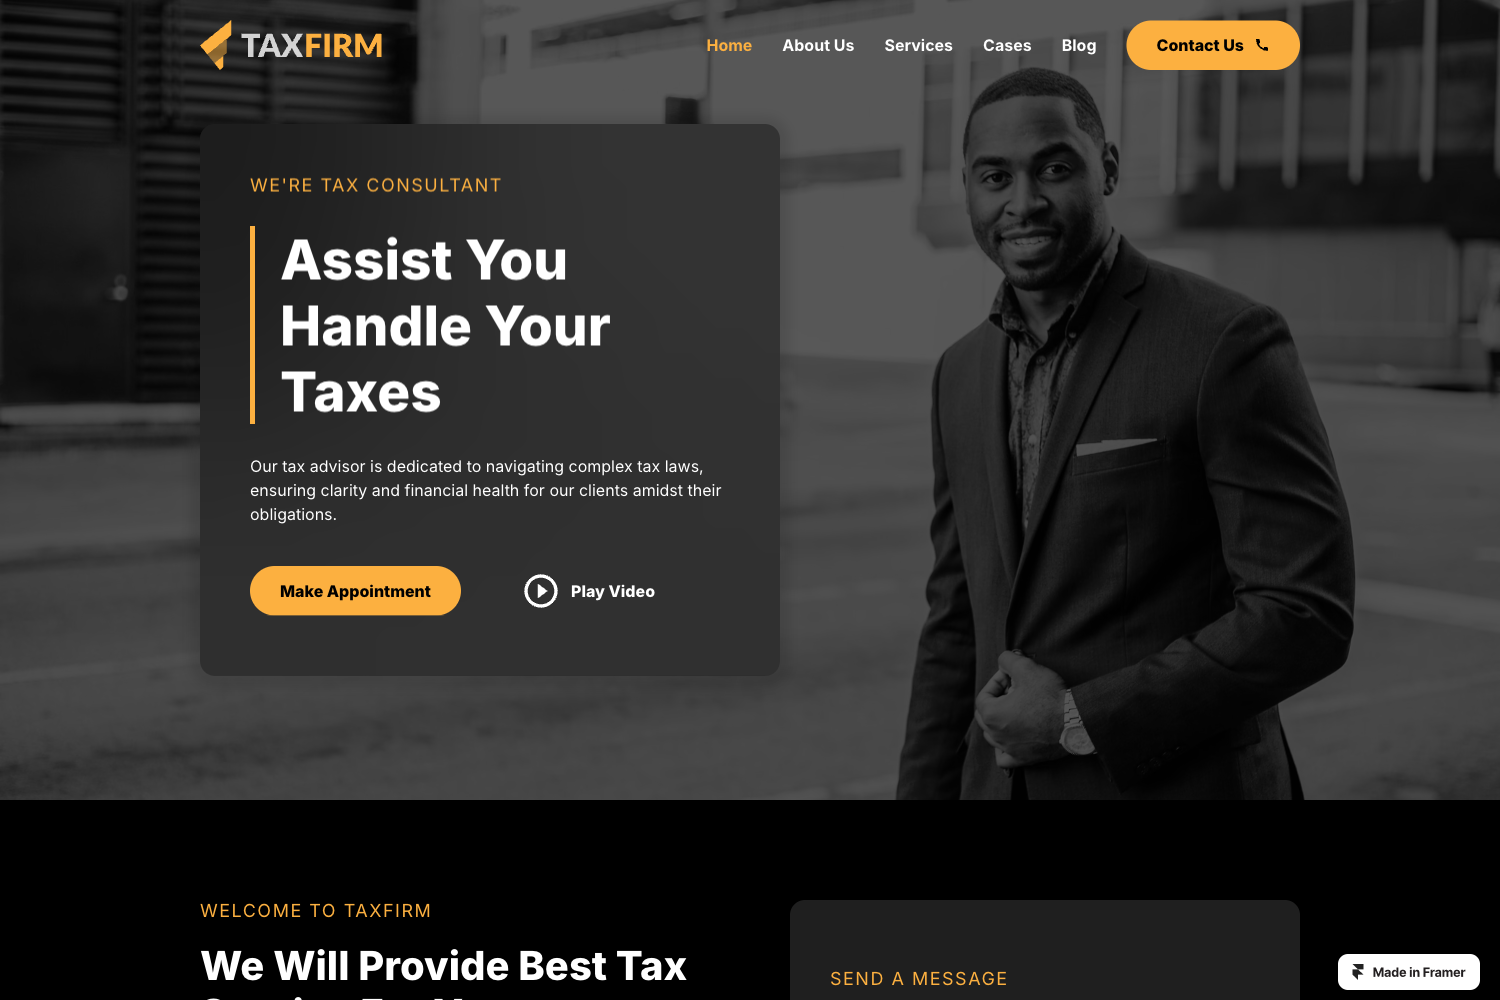 TAXFIRM
Home
About Us
Services
Cases
Blog
Contact Us
WE'RE TAX CONSULTANT
Assist You
Handle Your
Taxes
Our tax advisor is dedicated to navigating complex tax laws,
ensuring clarity and financial health for our clients amidst their
obligations.
Make Appointment
Play Video
WELCOME TO TAXFIRM
We Will Provide Best Tax
SEND A MESSAGE
Made in Framer